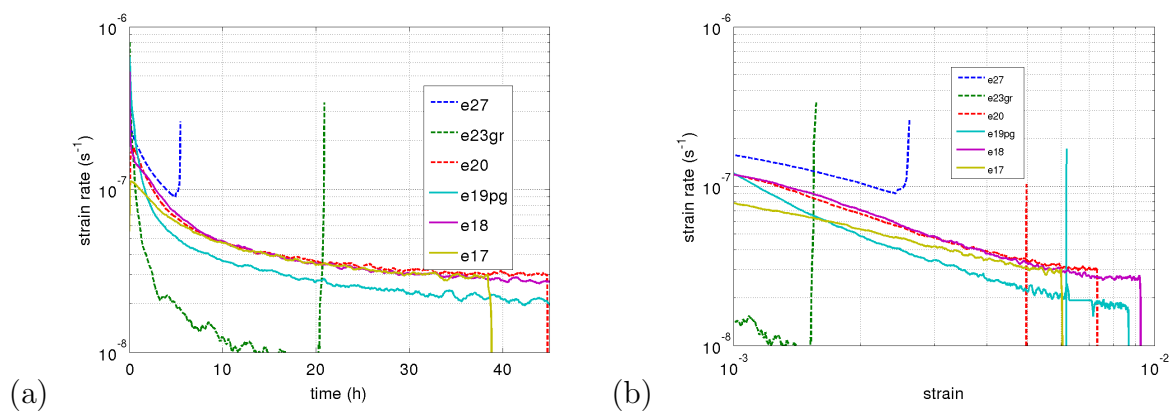 10^-6
10^-7
10^-8
strain rate (s^-1)
0 10 20 30 40
time (h)
e27
e23gr
e20
e19pg
e18
e17
(a)
10^-6
10^-7
10^-8
strain rate (s^-1)
10^-3 10^-2
strain
e27
e23gr
e20
e19pg
e18
e17
(b)